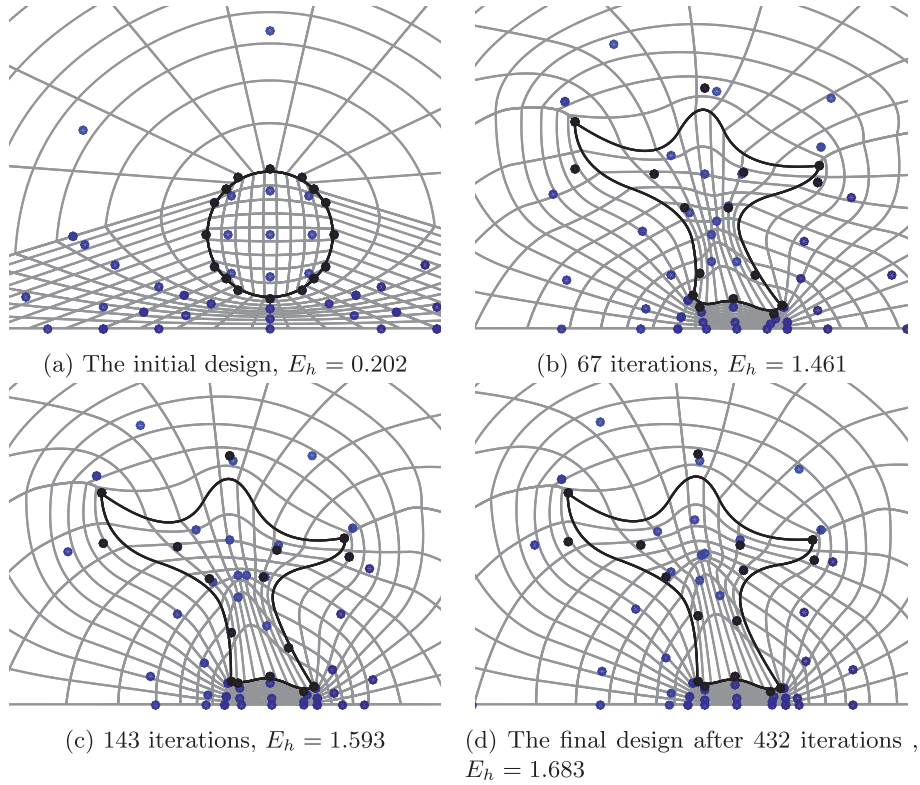 (a) The initial design, E_h = 0.202
(b) 67 iterations, E_h = 1.461
(c) 143 iterations, E_h = 1.593
(d) The final design after 432 iterations ,
E_h = 1.683